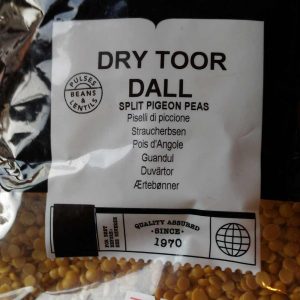 DRY TOOR
DALL
SPLIT PIGEON PEAS
Piselli di piccione
Straucherbsen
Pois d'Angole
Guandul
Duvärtor
Ærtebønner
PULSES
BEANS &
LENTILS
QUALITY ASSURED
·SINCE·
1970